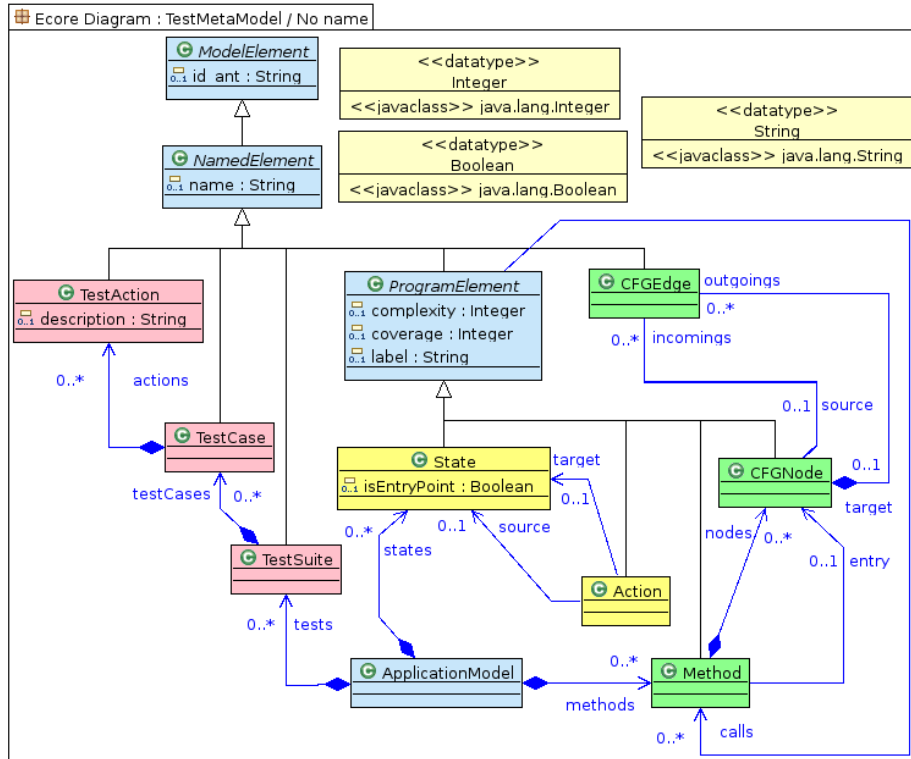 Ecore Diagram : TestMetaModel / No name
ModelElement
0..1 id_ant : String
<<datatype>>
Integer
<<javaclass>> java.lang.Integer
<<datatype>>
String
<<javaclass>> java.lang.String
<<datatype>>
Boolean
<<javaclass>> java.lang.Boolean
NamedElement
0..1 name : String
TestAction
0..1 description : String
ProgramElement
0..1 complexity : Integer
0..1 coverage : Integer
0..1 label : String
CFGEdge
outgoings
0..*
0..* incomings
0..* actions
0..1 source
TestCase
State
0..1 isEntryPoint : Boolean
target
0..1
CFGNode
0..1
target
testCases 0..*
0..* states
0..1 source
nodes 0..*
0..1 entry
TestSuite
Action
0..* tests
ApplicationModel
0..*
methods
Method
0..* calls